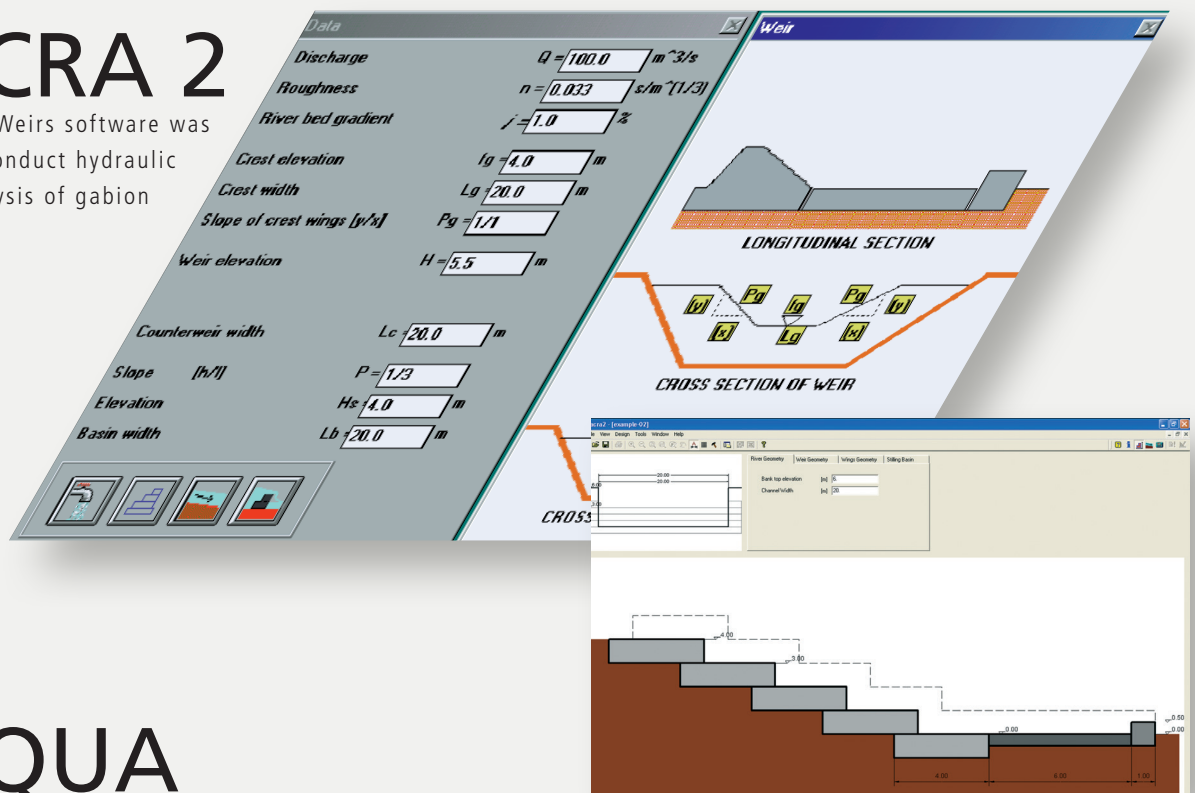 CRA 2
Weirs software was
onduct hydraulic
ysis of gabion
Data
Discharge Q = 100.0 m^3/s
Roughness n = 0.033 s/m^(1/3)
River bed gradient j = 1.0 %
Crest elevation fg = 4.0 m
Crest width Lg = 20.0 m
Slope of crest wings [y/x] Pg = 1/1
Weir elevation H = 5.5 m
Counterweir width Lc = 20.0 m
Slope [h/l] P = 1/3
Elevation Hs = 4.0 m
Basin width Lb = 20.0 m
Weir
LONGITUDINAL SECTION
(y) Pg fg Pg (y)
(x) Lg (x)
CROSS SECTION OF WEIR
CROSS
acra2 - [example-02]
View Design Tools Window Help
River Geometry Weir Geometry Wings Geometry Stilling Basin
Bank top elevation [m] 6.
Channel Width [m] 20.
20.00
20.00
4.00
3.00
0.00
0.50
0.00
4.00 6.00 1.00
QUA